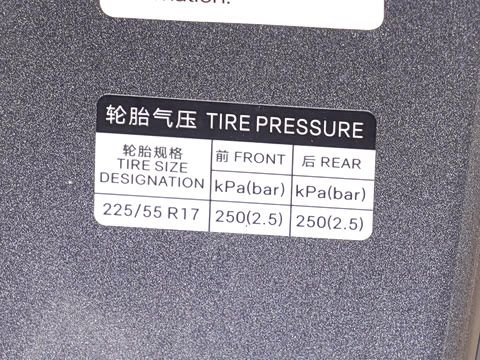 轮胎气压 TIRE PRESSURE
轮胎规格
TIRE SIZE
DESIGNATION
前 FRONT
后 REAR
kPa(bar)
kPa(bar)
225/55 R17
250(2.5)
250(2.5)